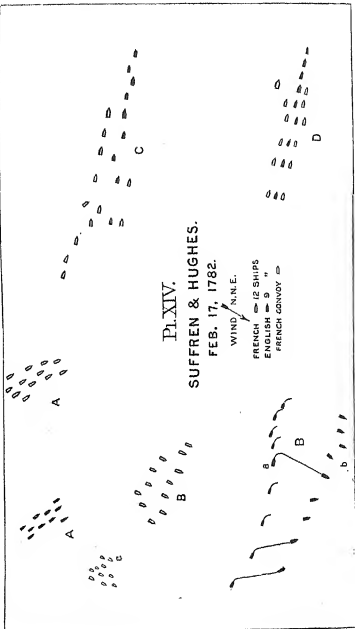 Pl. XIV.
SUFFREN & HUGHES.
FEB. 17, 1782.
WIND N.N.E.
FRENCH 12 SHIPS
ENGLISH 9 "
FRENCH CONVOY
A
A
c
B
C
a
B
b
D